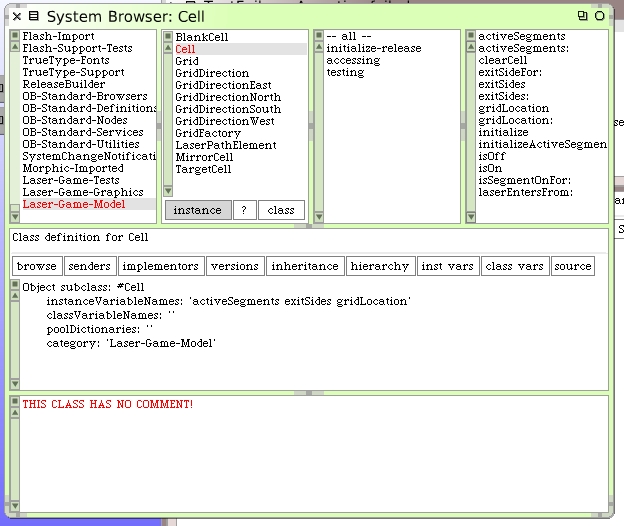 System Browser: Cell
Flash-Import
Flash-Support-Tests
TrueType-Fonts
TrueType-Support
ReleaseBuilder
OB-Standard-Browsers
OB-Standard-Definitions
OB-Standard-Nodes
OB-Standard-Services
OB-Standard-Utilities
SystemChangeNotificati
Morphic-Imported
Laser-Game-Tests
Laser-Game-Graphics
Laser-Game-Model
BlankCell
Cell
Grid
GridDirection
GridDirectionEast
GridDirectionNorth
GridDirectionSouth
GridDirectionWest
GridFactory
LaserPathElement
MirrorCell
TargetCell
instance ? class
-- all --
initialize-release
accessing
testing
activeSegments
activeSegments:
clearCell
exitSideFor:
exitSides
exitSides:
gridLocation
gridLocation:
initialize
initializeActiveSegmen
isOff
isOn
isSegmentOnFor:
laserEntersFrom:
Class definition for Cell
browse senders implementors versions inheritance hierarchy inst vars class vars source
Object subclass: #Cell
instanceVariableNames: 'activeSegments exitSides gridLocation'
classVariableNames: ''
poolDictionaries: ''
category: 'Laser-Game-Model'
THIS CLASS HAS NO COMMENT!